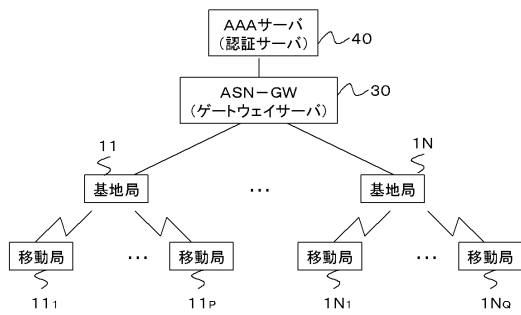 AAAサーバ
(認証サーバ)
40
ASN－GW
(ゲートウェイサーバ)
30
11
1N
基地局
…
基地局
移動局
…
移動局
移動局
…
移動局
11₁
11P
1N₁
1NQ